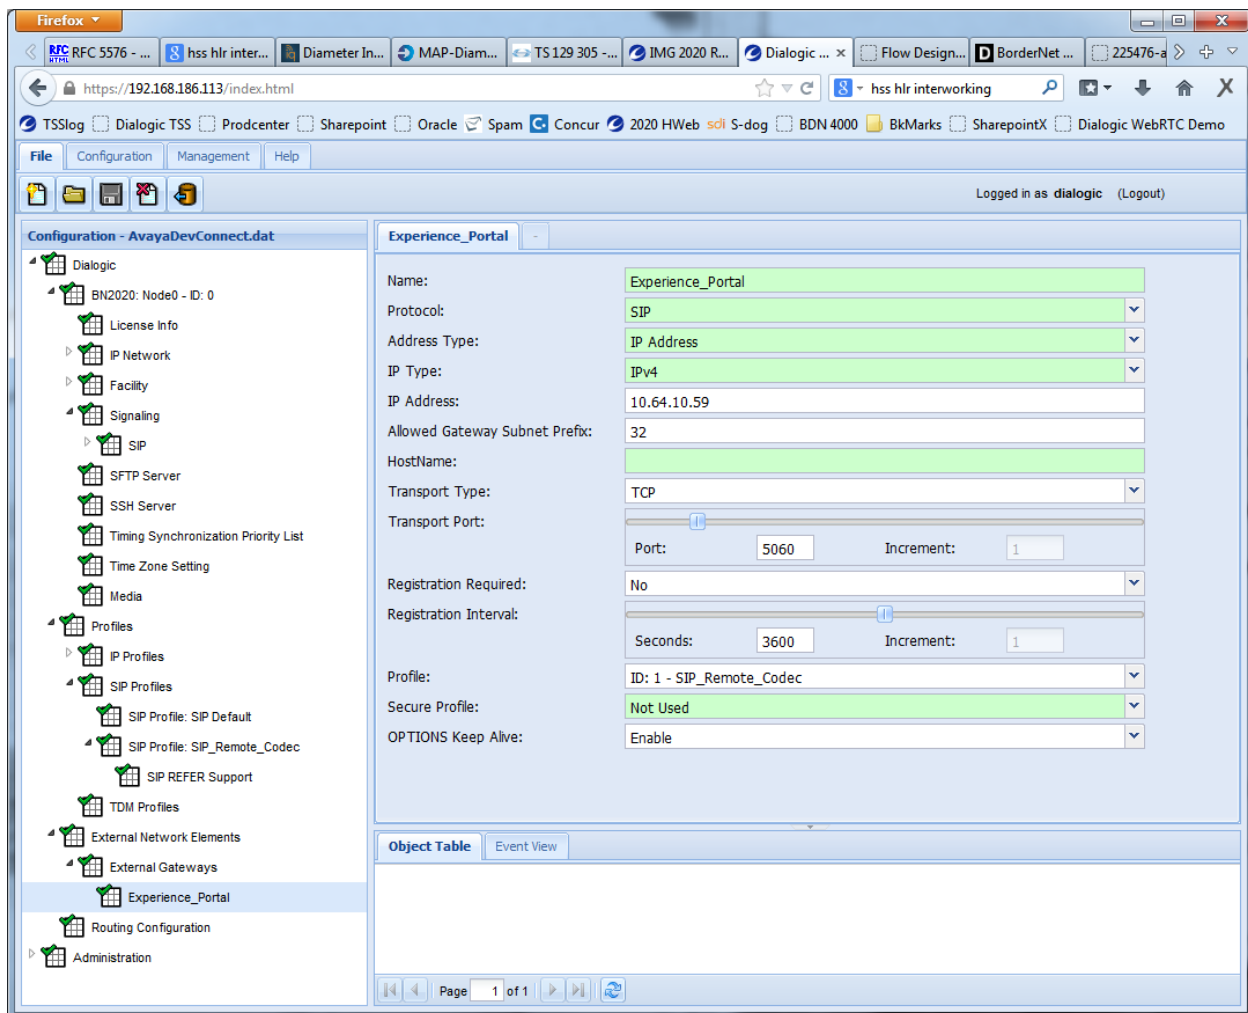 Firefox
RFC HTML RFC 5576 - ... 8 hss hlr inter... Diameter In... MAP-Diam... TS 129 305 -... IMG 2020 R... Dialogic ... x Flow Design... D BorderNet ... 225476-a
https://192.168.186.113/index.html 8 hss hlr interworking
TSSlog Dialogic TSS Prodcenter Sharepoint Oracle Spam C Concur 2020 HWeb sdi S-dog BDN 4000 BkMarks SharepointX Dialogic WebRTC Demo
File Configuration Management Help
Logged in as dialogic (Logout)
Configuration - AvayaDevConnect.dat
Dialogic
BN2020: Node0 - ID: 0
License Info
IP Network
Facility
Signaling
SIP
SFTP Server
SSH Server
Timing Synchronization Priority List
Time Zone Setting
Media
Profiles
IP Profiles
SIP Profiles
SIP Profile: SIP Default
SIP Profile: SIP_Remote_Codec
SIP REFER Support
TDM Profiles
External Network Elements
External Gateways
Experience_Portal
Routing Configuration
Administration
Experience_Portal -
Name: Experience_Portal
Protocol: SIP
Address Type: IP Address
IP Type: IPv4
IP Address: 10.64.10.59
Allowed Gateway Subnet Prefix: 32
HostName:
Transport Type: TCP
Transport Port:
Port: 5060 Increment: 1
Registration Required: No
Registration Interval:
Seconds: 3600 Increment: 1
Profile: ID: 1 - SIP_Remote_Codec
Secure Profile: Not Used
OPTIONS Keep Alive: Enable
Object Table Event View
Page 1 of 1